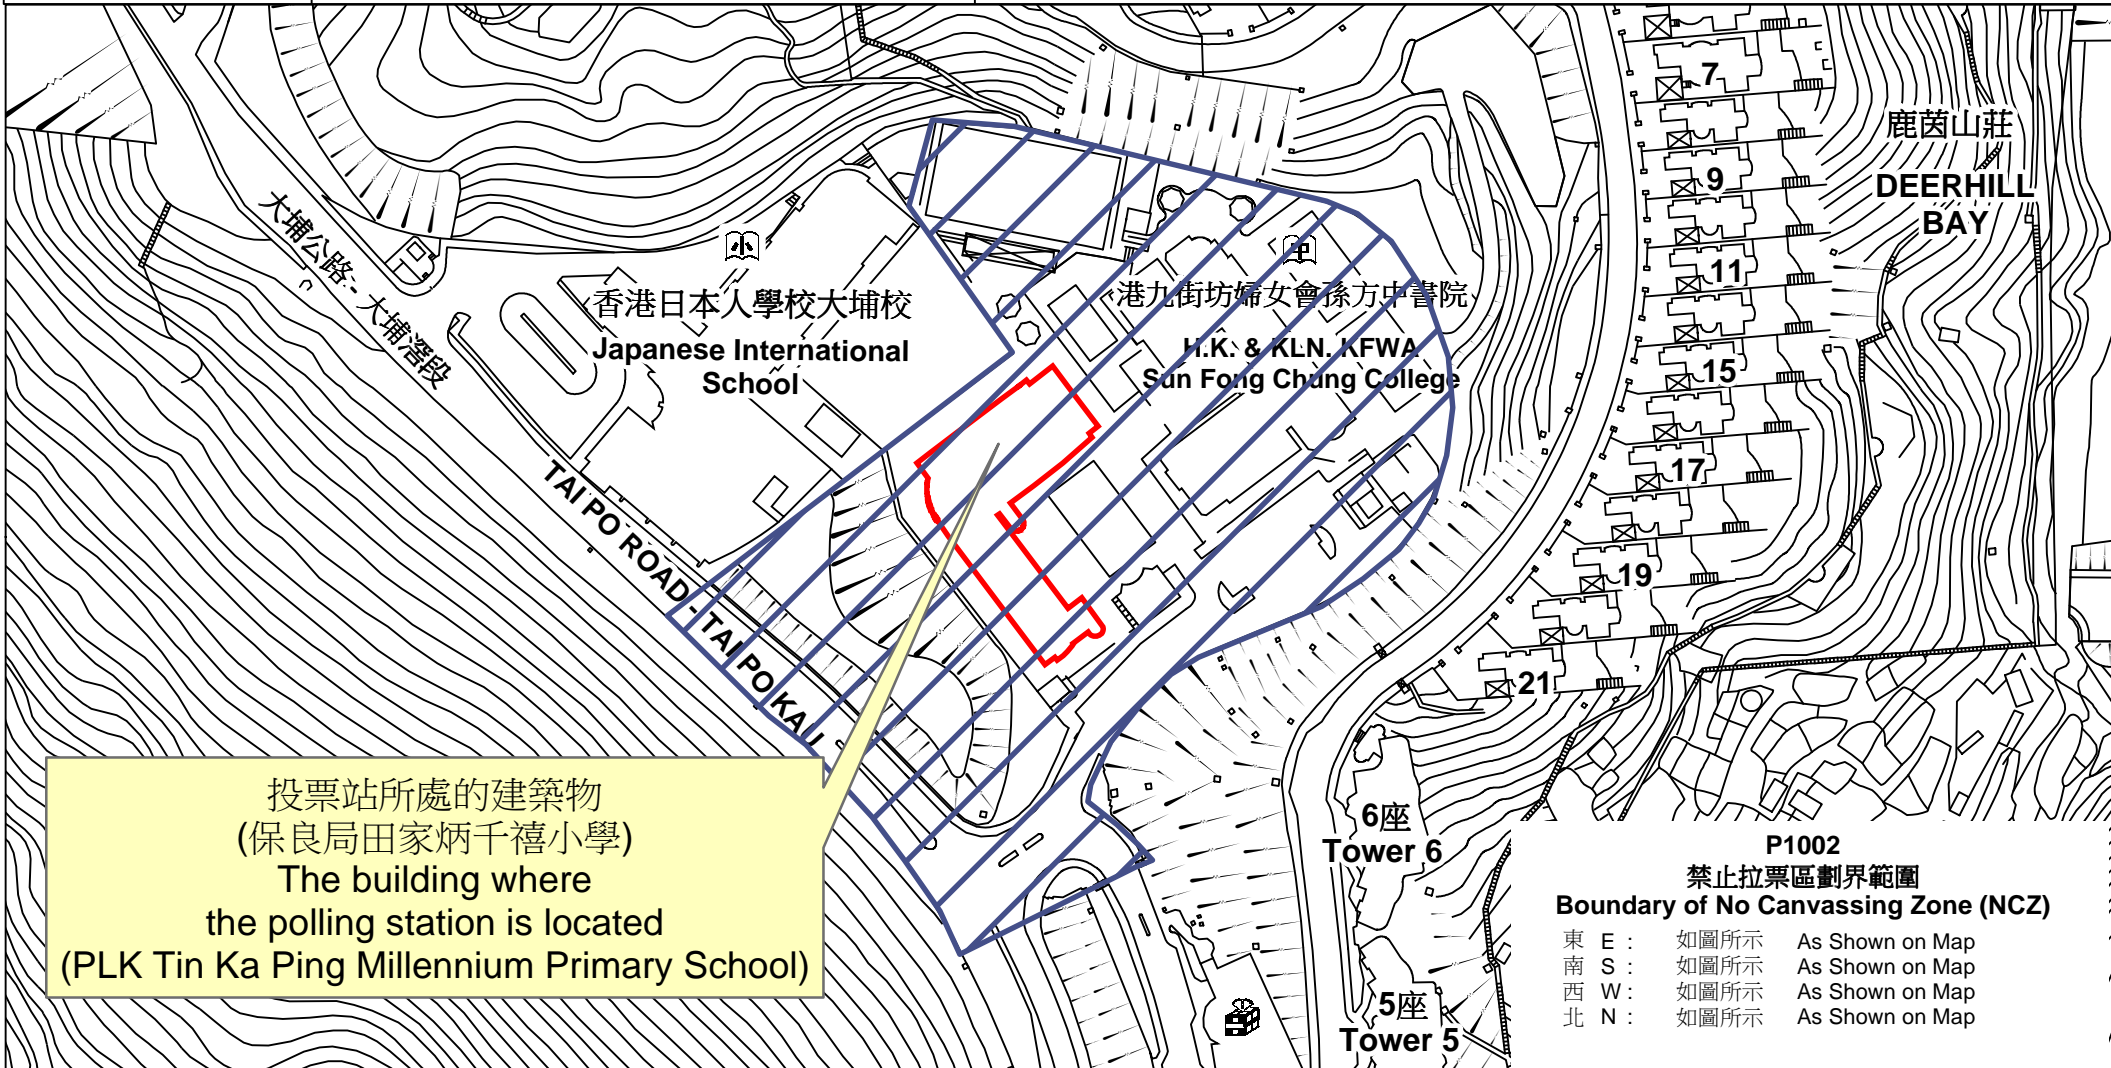 7
鹿茵山莊
9
DEERHILL
BAY
大埔公路 - 大埔滘段
小
中
11
香港日本人學校大埔校
港九街坊婦女會孫方中書院
Japanese International
School
H.K. & KLN. KFWA
Sun Fong Chung College
15
17
TAI PO ROAD - TAI PO KAU
19
21
投票站所處的建築物
(保良局田家炳千禧小學)
The building where
the polling station is located
(PLK Tin Ka Ping Millennium Primary School)
6座
Tower 6
5座
Tower 5
P1002
禁止拉票區劃界範圍
Boundary of No Canvassing Zone (NCZ)
東 E : 如圖所示 As Shown on Map
南 S : 如圖所示 As Shown on Map
西 W : 如圖所示 As Shown on Map
北 N : 如圖所示 As Shown on Map